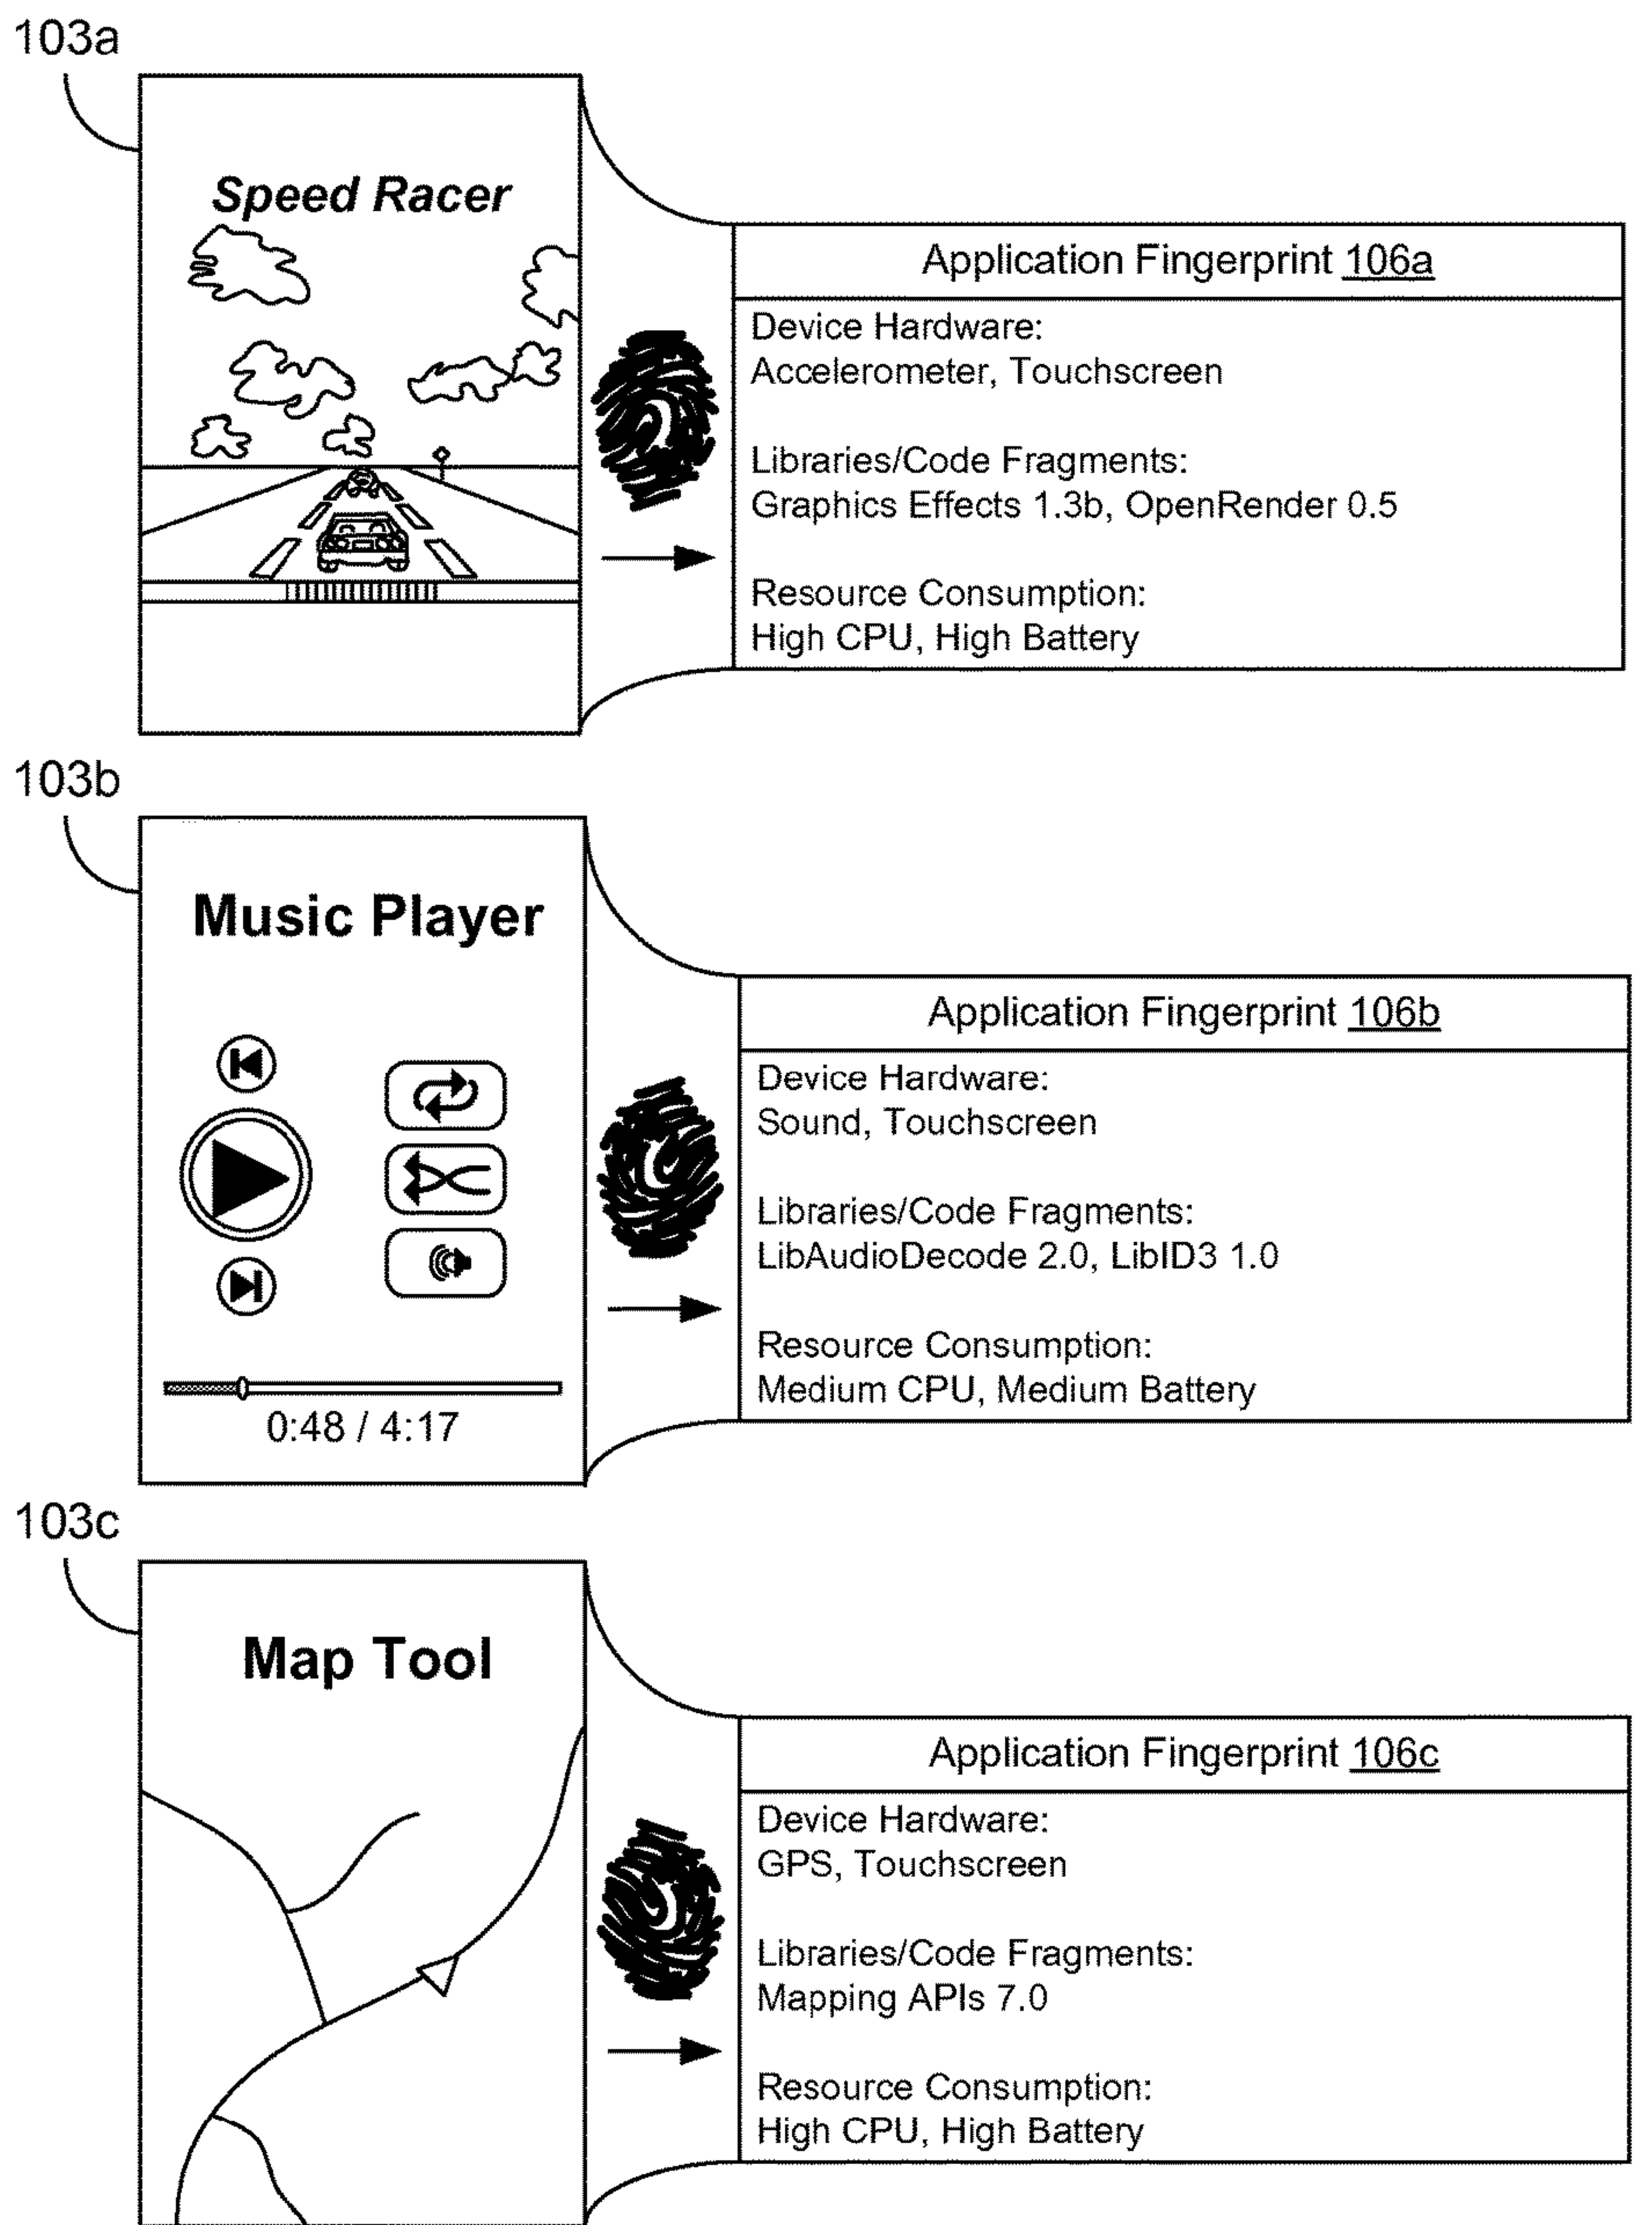 103a
Speed Racer
Application Fingerprint 106a
Device Hardware:
Accelerometer, Touchscreen
Libraries/Code Fragments:
Graphics Effects 1.3b, OpenRender 0.5
Resource Consumption:
High CPU, High Battery
103b
Music Player
0:48 / 4:17
Application Fingerprint 106b
Device Hardware:
Sound, Touchscreen
Libraries/Code Fragments:
LibAudioDecode 2.0, LibID3 1.0
Resource Consumption:
Medium CPU, Medium Battery
103c
Map Tool
Application Fingerprint 106c
Device Hardware:
GPS, Touchscreen
Libraries/Code Fragments:
Mapping APIs 7.0
Resource Consumption:
High CPU, High Battery